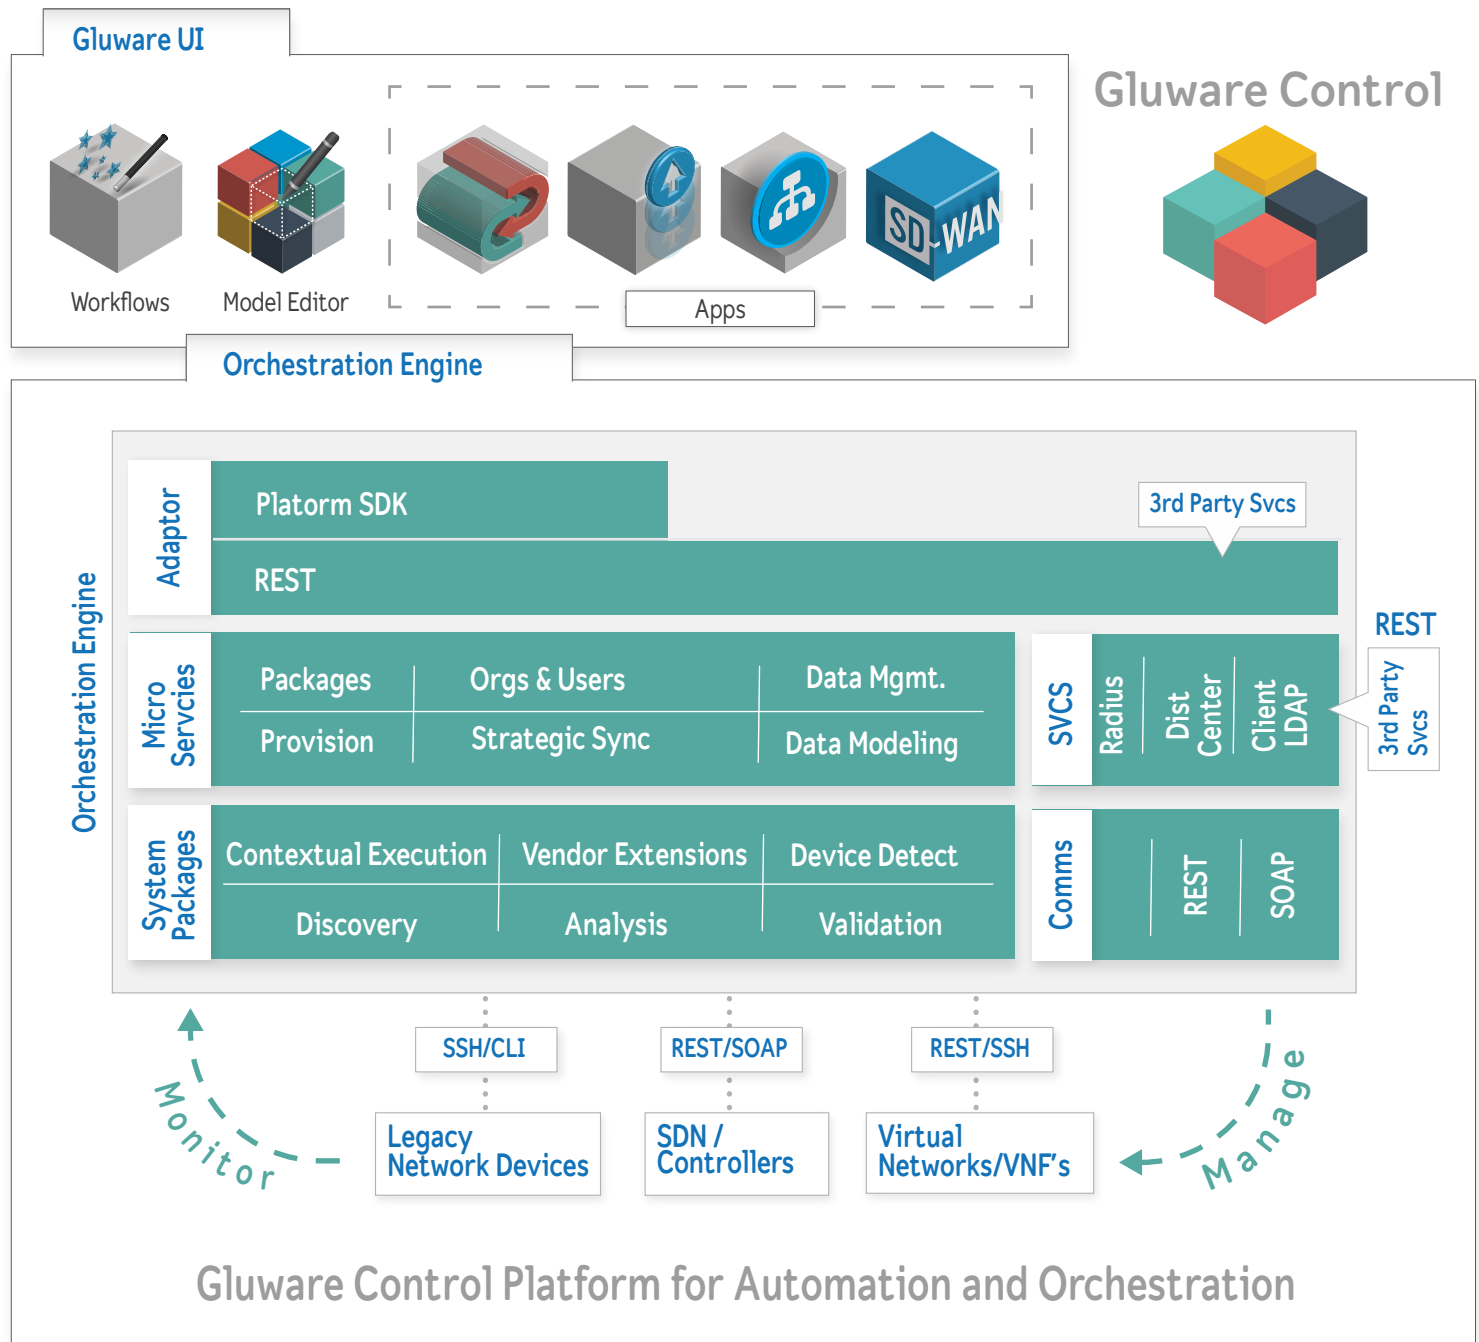 Gluware UI
Gluware Control
SD-WAN
Workflows
Model Editor
Apps
Orchestration Engine
Orchestration Engine
Adaptor
Platorm SDK
3rd Party Svcs
REST
Micro
Servcies
Packages
Orgs & Users
Data Mgmt.
Provision
Strategic Sync
Data Modeling
SVCS
Radius
Dist
Center
Client
LDAP
REST
3rd Party
Svcs
System
Packages
Contextual Execution
Vendor Extensions
Device Detect
Discovery
Analysis
Validation
Comms
REST
SOAP
SSH/CLI
REST/SOAP
REST/SSH
Monitor
Manage
Legacy
Network Devices
SDN /
Controllers
Virtual
Networks/VNF's
Gluware Control Platform for Automation and Orchestration